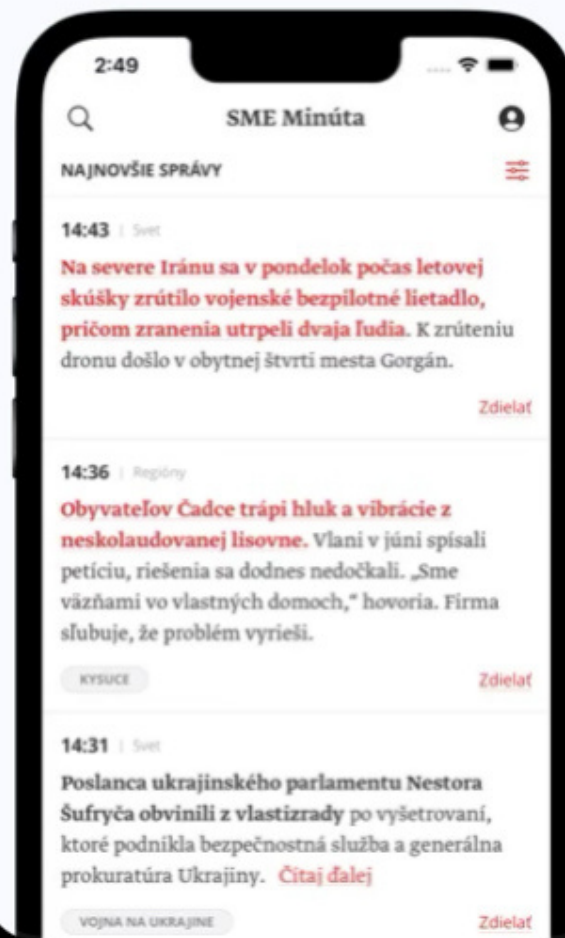 2:49
SME Minúta
NAJNOVŠIE SPRÁVY
14:43 | Svet
Na severe Iránu sa v pondelok počas letovej
skúšky zrútilo vojenské bezpilotné lietadlo,
pričom zranenia utrpeli dvaja ľudia. K zrúteniu
dronu došlo v obytnej štvrti mesta Gorgán.
Zdielať
14:36 | Regióny
Obyvateľov Čadce trápi hluk a vibrácie z
neskolaudovanej lisovne. Vlani v júni spísali
petíciu, riešenia sa dodnes nedočkali. „Sme
väzňami vo vlastných domoch,“ hovoria. Firma
sľubuje, že problém vyrieši.
KYSUCE
Zdielať
14:31 | Svet
Poslanca ukrajinského parlamentu Nestora
Šufryča obvinili z vlastizrady po vyšetrovaní,
ktoré podnikla bezpečnostná služba a generálna
prokuratúra Ukrajiny. Čítaj ďalej
VOJNA NA UKRAJINE
Zdielať